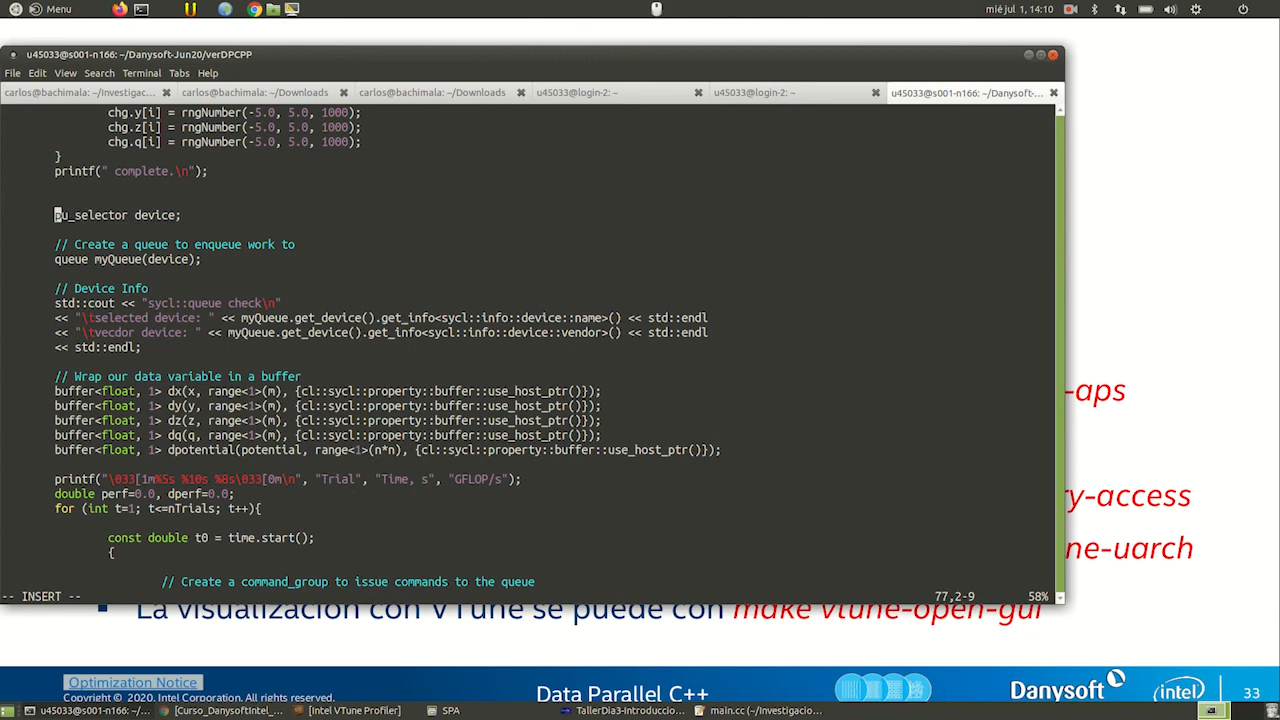 Menu
mié jul 1, 14:10
u45033@s001-n166: ~/Danysoft-Jun20/verDPCPP
File Edit View Search Terminal Tabs Help
carlos@bachimala: ~/Investigac... carlos@bachimala: ~/Downloads carlos@bachimala: ~/Downloads u45033@login-2: ~ u45033@login-2: ~ u45033@s001-n166: ~/Danysoft-...
chg.y[i] = rngNumber(-5.0, 5.0, 1000);
chg.z[i] = rngNumber(-5.0, 5.0, 1000);
chg.q[i] = rngNumber(-5.0, 5.0, 1000);
}
printf(" complete.\n");
pu_selector device;
// Create a queue to enqueue work to
queue myQueue(device);
// Device Info
std::cout << "sycl::queue check\n"
<< "\tselected device: " << myQueue.get_device().get_info<sycl::info::device::name>() << std::endl
<< "\tvecdor device: " << myQueue.get_device().get_info<sycl::info::device::vendor>() << std::endl
<< std::endl;
// Wrap our data variable in a buffer
buffer<float, 1> dx(x, range<1>(m), {cl::sycl::property::buffer::use_host_ptr()});
buffer<float, 1> dy(y, range<1>(m), {cl::sycl::property::buffer::use_host_ptr()});
buffer<float, 1> dz(z, range<1>(m), {cl::sycl::property::buffer::use_host_ptr()});
buffer<float, 1> dq(q, range<1>(m), {cl::sycl::property::buffer::use_host_ptr()});
buffer<float, 1> dpotential(potential, range<1>(n*n), {cl::sycl::property::buffer::use_host_ptr()});
printf("\033[1m%5s %10s %8s\033[0m\n", "Trial", "Time, s", "GFLOP/s");
double perf=0.0, dperf=0.0;
for (int t=1; t<=nTrials; t++){
const double t0 = time.start();
{
// Create a command_group to issue commands to the queue
-- INSERT -- 77,2-9 58%
-aps
ry-access
ne-uarch
La visualización con VTune se puede con make vtune-open-gui
Optimization Notice
Copyright © 2020, Intel Corporation. All rights reserved.
Data Parallel C++
Danysoft
intel
33
u45033@s001-n166: ~/... [Curso_DanysoftIntel_... [Intel VTune Profiler] SPA TallerDia3-Introduccio... main.cc (~/Investigacio...